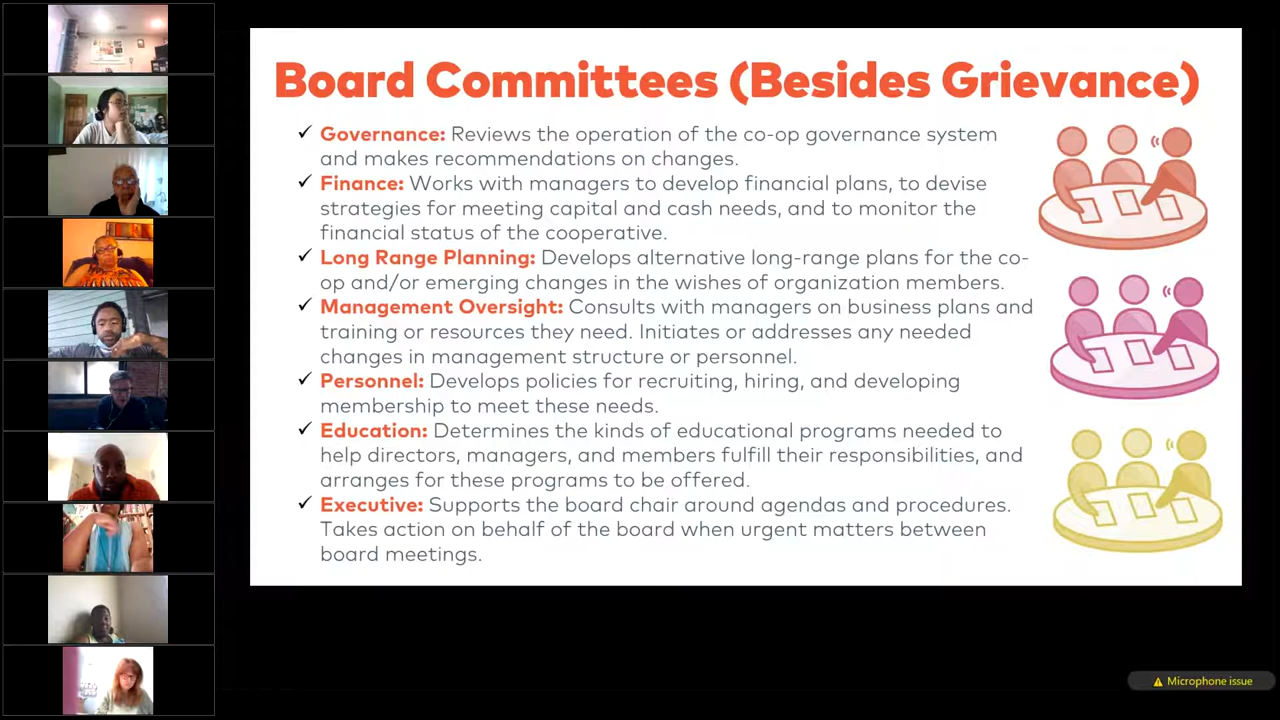 Board Committees (Besides Grievance)
✓ Governance: Reviews the operation of the co-op governance system
and makes recommendations on changes.
✓ Finance: Works with managers to develop financial plans, to devise
strategies for meeting capital and cash needs, and to monitor the
financial status of the cooperative.
✓ Long Range Planning: Develops alternative long-range plans for the co-
op and/or emerging changes in the wishes of organization members.
✓ Management Oversight: Consults with managers on business plans and
training or resources they need. Initiates or addresses any needed
changes in management structure or personnel.
✓ Personnel: Develops policies for recruiting, hiring, and developing
membership to meet these needs.
✓ Education: Determines the kinds of educational programs needed to
help directors, managers, and members fulfill their responsibilities, and
arranges for these programs to be offered.
✓ Executive: Supports the board chair around agendas and procedures.
Takes action on behalf of the board when urgent matters between
board meetings.
Microphone issue